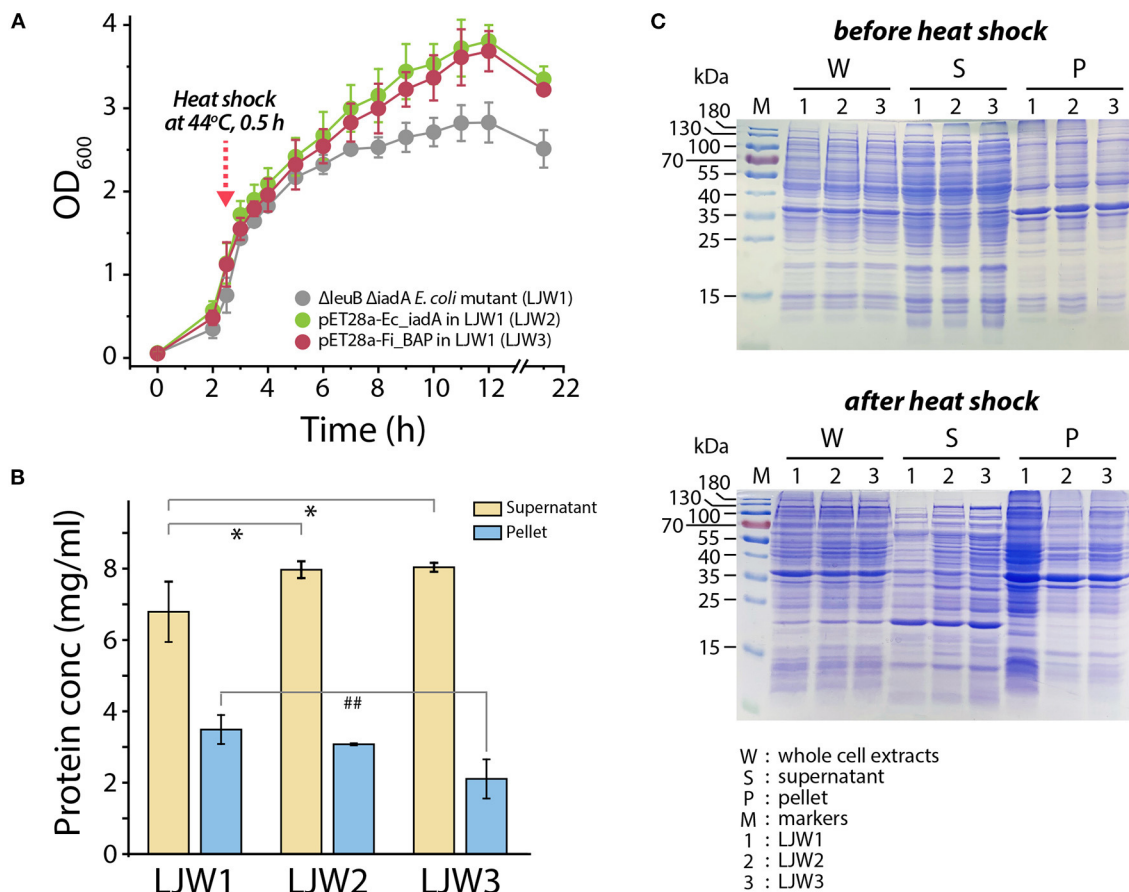 A
4
3
2
1
0
OD600
Heat shock
at 44ºC, 0.5 h
ΔleuB ΔiadA E. coli mutant (LJW1)
pET28a-Ec_iadA in LJW1 (LJW2)
pET28a-Fi_BAP in LJW1 (LJW3)
0 2 4 6 8 10 12 22
Time (h)
B
Protein conc (mg/ml)
8
6
4
2
0
*
*
##
Supernatant
Pellet
LJW1 LJW2 LJW3
C
before heat shock
kDa W S P
M 1 2 3 1 2 3 1 2 3
180
130
100
70
55
40
35
25
15
after heat shock
kDa W S P
M 1 2 3 1 2 3 1 2 3
180
130
100
70
55
40
35
25
15
W : whole cell extracts
S : supernatant
P : pellet
M : markers
1 : LJW1
2 : LJW2
3 : LJW3